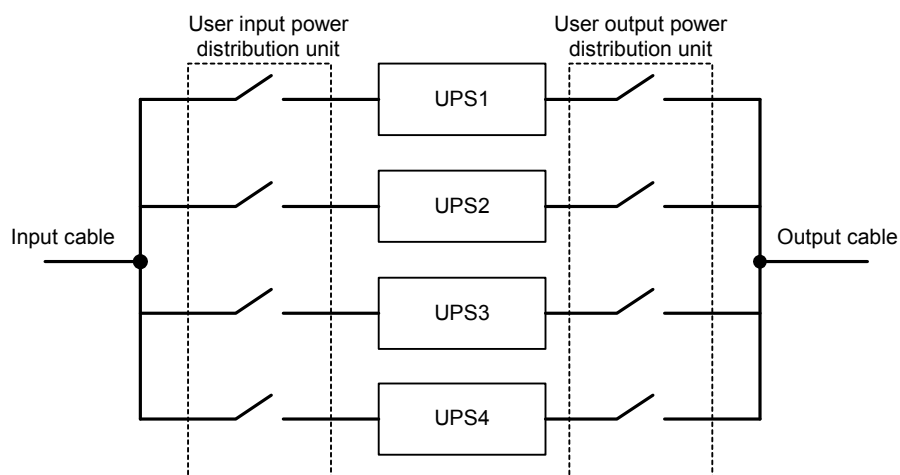 User input power
distribution unit
User output power
distribution unit
UPS1
UPS2
Input cable
Output cable
UPS3
UPS4